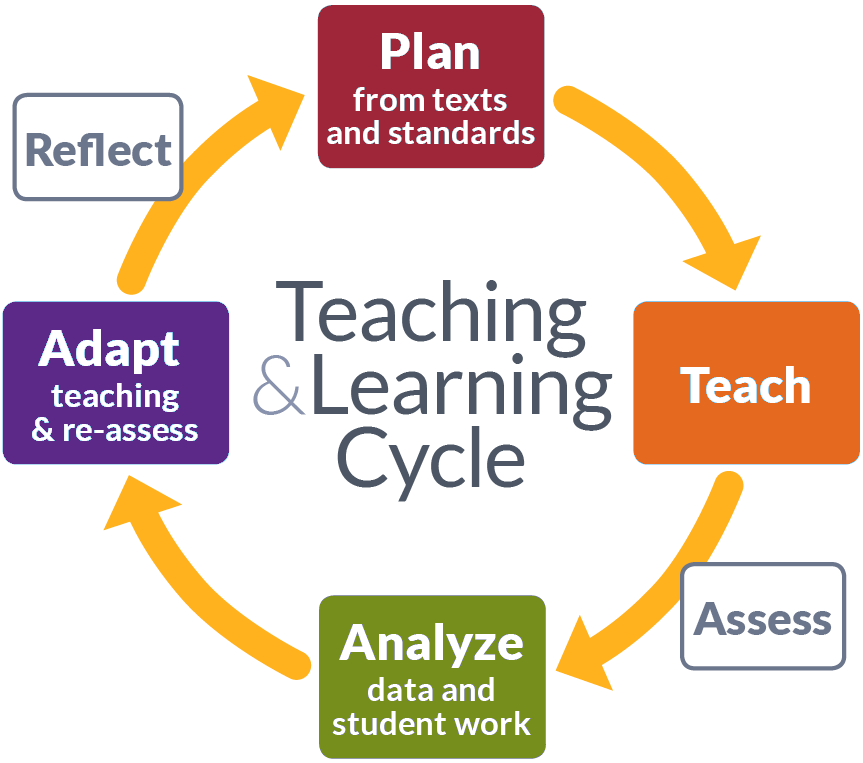 Plan
from texts
and standards
Reflect
Teaching
&Learning
Cycle
Adapt
teaching
& re-assess
Teach
Assess
Analyze
data and
student work